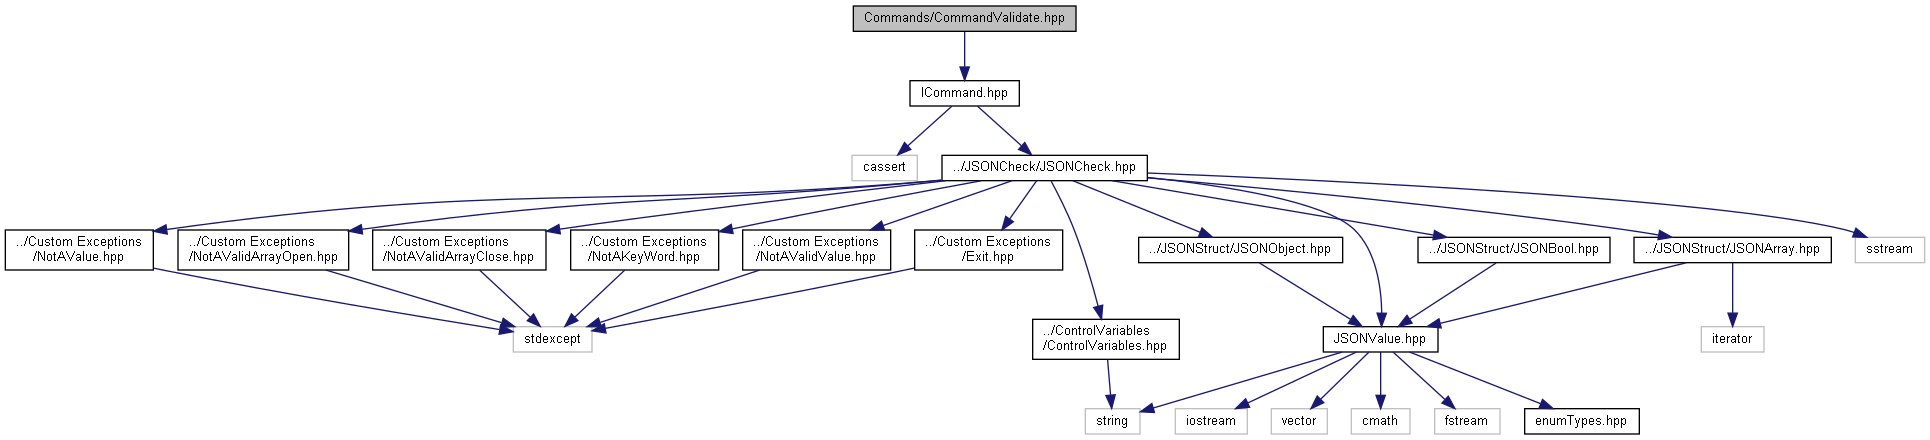 Commands/CommandValidate.hpp
ICommand.hpp
cassert
../JSONCheck/JSONCheck.hpp
../Custom Exceptions
/NotAValue.hpp
../Custom Exceptions
/NotAValidArrayOpen.hpp
../Custom Exceptions
/NotAValidArrayClose.hpp
../Custom Exceptions
/NotAKeyWord.hpp
../Custom Exceptions
/NotAValidValue.hpp
../Custom Exceptions
/Exit.hpp
../JSONStruct/JSONObject.hpp
../JSONStruct/JSONBool.hpp
../JSONStruct/JSONArray.hpp
sstream
stdexcept
../ControlVariables
/ControlVariables.hpp
JSONValue.hpp
iterator
string
iostream
vector
cmath
fstream
enumTypes.hpp